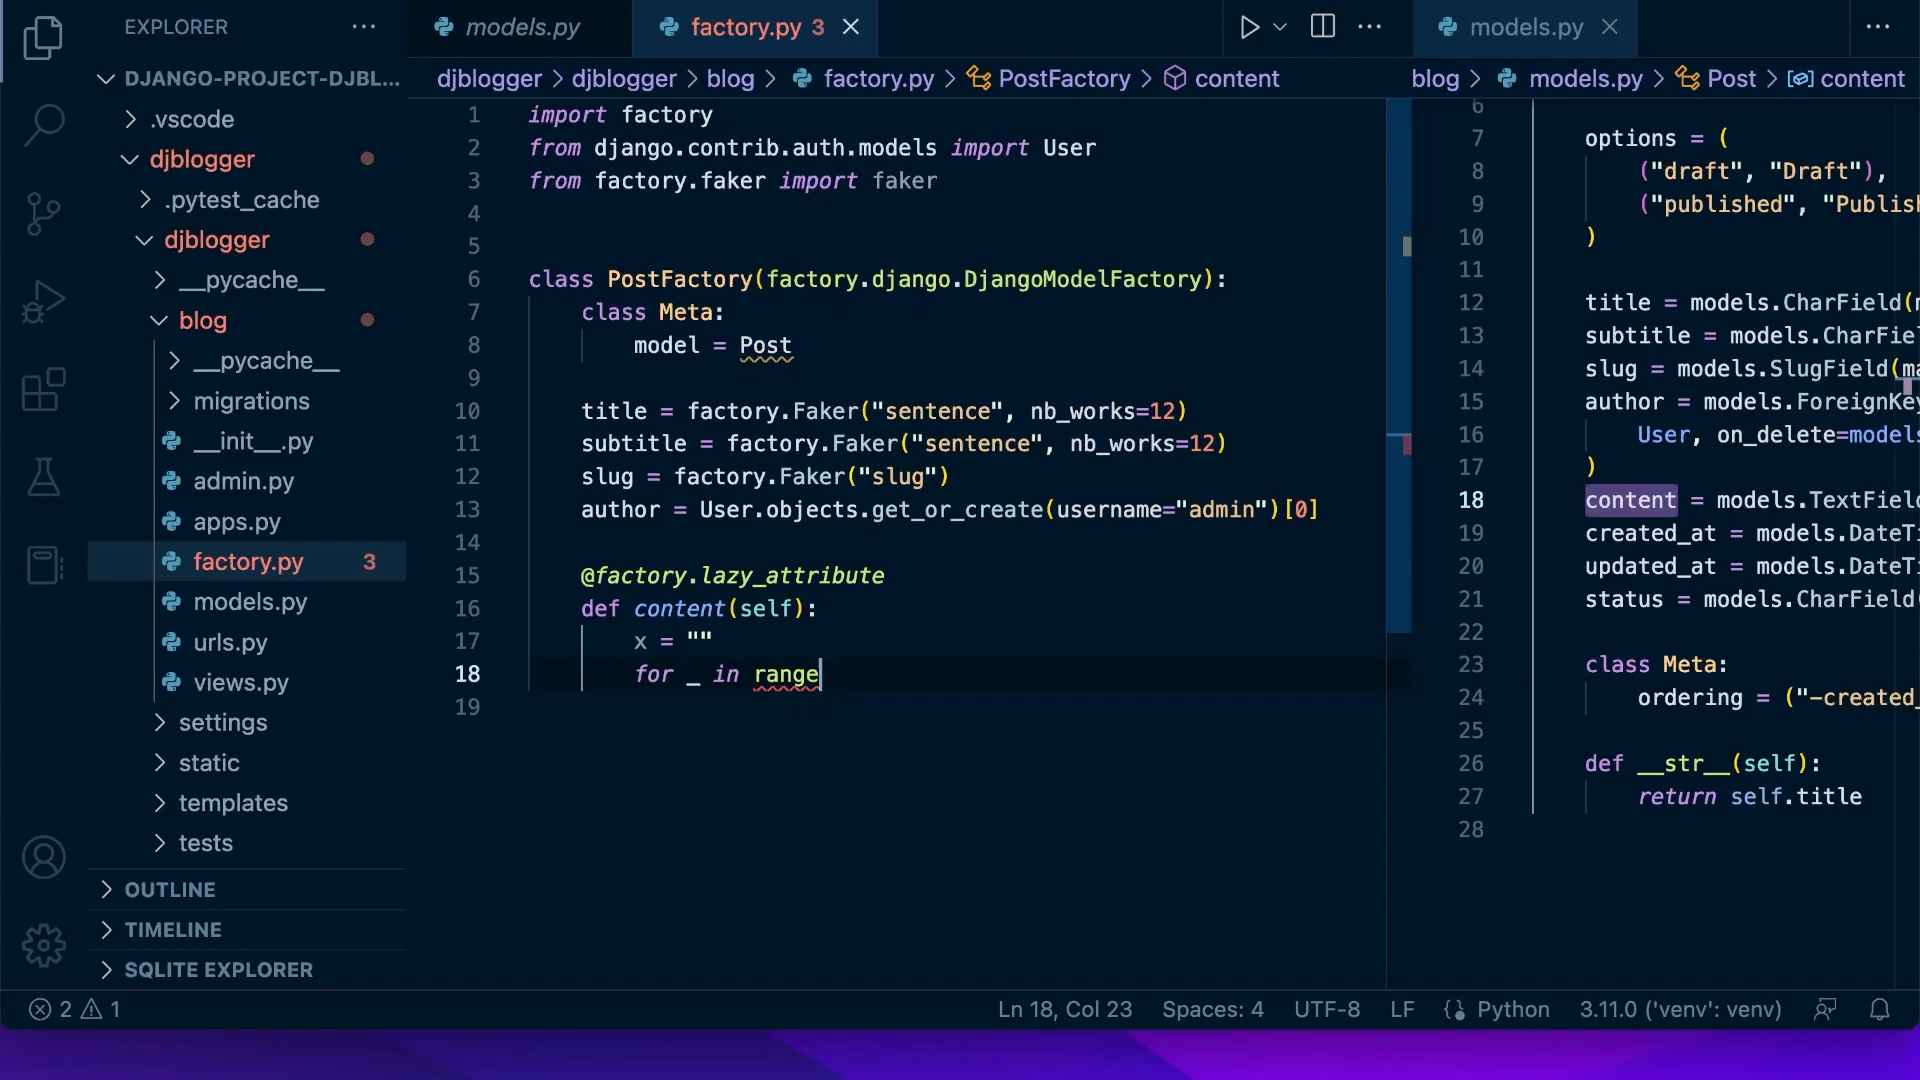 EXPLORER
DJANGO-PROJECT-DJBL...
.vscode
djblogger
.pytest_cache
djblogger
__pycache__
blog
__pycache__
migrations
__init__.py
admin.py
apps.py
factory.py 3
models.py
urls.py
views.py
settings
static
templates
tests
OUTLINE
TIMELINE
SQLITE EXPLORER
models.py
factory.py 3
djblogger > djblogger > blog > factory.py > PostFactory > content
1 import factory
2 from django.contrib.auth.models import User
3 from factory.faker import faker
4
5
6 class PostFactory(factory.django.DjangoModelFactory):
7 class Meta:
8 model = Post
9
10 title = factory.Faker("sentence", nb_works=12)
11 subtitle = factory.Faker("sentence", nb_works=12)
12 slug = factory.Faker("slug")
13 author = User.objects.get_or_create(username="admin")[0]
14
15 @factory.lazy_attribute
16 def content(self):
17 x = ""
18 for _ in range
19
models.py
blog > models.py > Post > content
6
7 options = (
8 ("draft", "Draft"),
9 ("published", "Publis
10 )
11
12 title = models.CharField(
13 subtitle = models.CharFie
14 slug = models.SlugField(ma
15 author = models.ForeignKey
16 User, on_delete=models
17 )
18 content = models.TextField
19 created_at = models.DateTi
20 updated_at = models.DateTi
21 status = models.CharField
22
23 class Meta:
24 ordering = ("-created_
25
26 def __str__(self):
27 return self.title
28
2 1
Ln 18, Col 23
Spaces: 4
UTF-8
LF
Python
3.11.0 ('venv': venv)